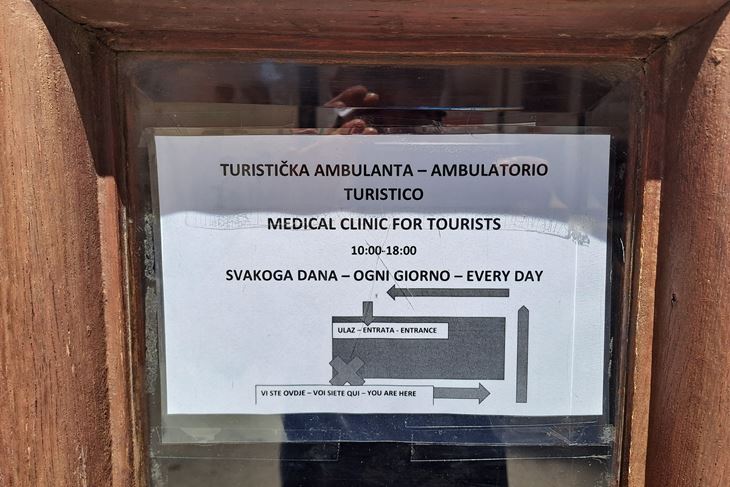 TURISTIČKA AMBULANTA – AMBULATORIO
TURISTICO
MEDICAL CLINIC FOR TOURISTS
10:00-18:00
SVAKOGA DANA – OGNI GIORNO – EVERY DAY
ULAZ – ENTRATA - ENTRANCE
VI STE OVDJE – VOI SIETE QUI – YOU ARE HERE